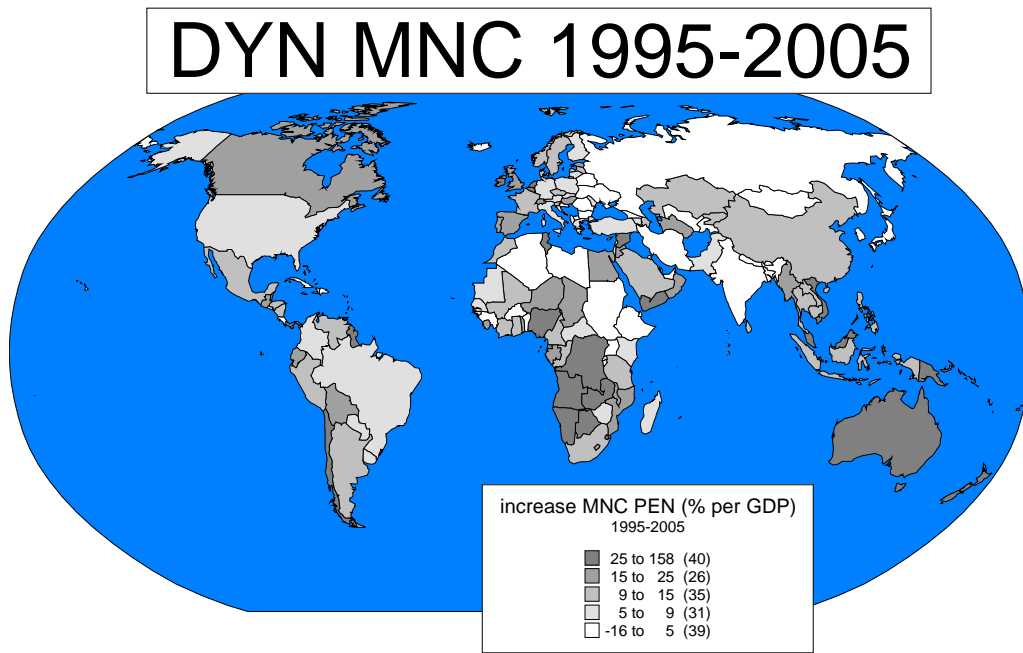 DYN MNC 1995-2005
increase MNC PEN (% per GDP)
1995-2005
25 to 158 (40)
15 to 25 (26)
9 to 15 (35)
5 to 9 (31)
-16 to 5 (39)